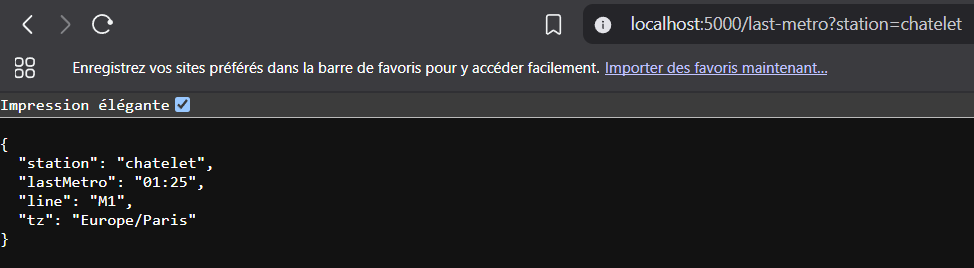 localhost:5000/last-metro?station=chatelet
Enregistrez vos sites préférés dans la barre de favoris pour y accéder facilement. Importer des favoris maintenant...
Impression élégante
{
  "station": "chatelet",
  "lastMetro": "01:25",
  "line": "M1",
  "tz": "Europe/Paris"
}